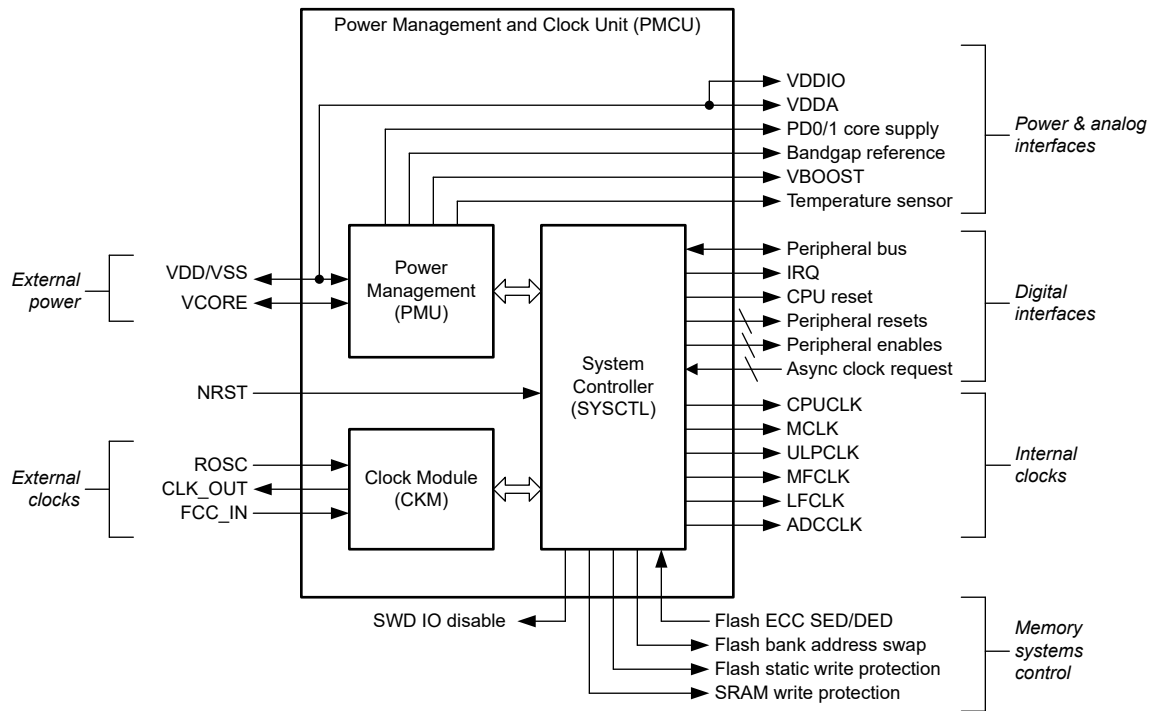 Power Management and Clock Unit (PMCU)
VDDIO
VDDA
PD0/1 core supply
Bandgap reference
VBOOST
Temperature sensor
Power & analog
interfaces
External
power
VDD/VSS
VCORE
Power
Management
(PMU)
Peripheral bus
IRQ
CPU reset
Peripheral resets
Peripheral enables
Async clock request
Digital
interfaces
System
Controller
(SYSCTL)
NRST
External
clocks
ROSC
CLK_OUT
FCC_IN
Clock Module
(CKM)
CPUCLK
MCLK
ULPCLK
MFCLK
LFCLK
ADCCLK
Internal
clocks
SWD IO disable
Flash ECC SED/DED
Flash bank address swap
Flash static write protection
SRAM write protection
Memory
systems
control